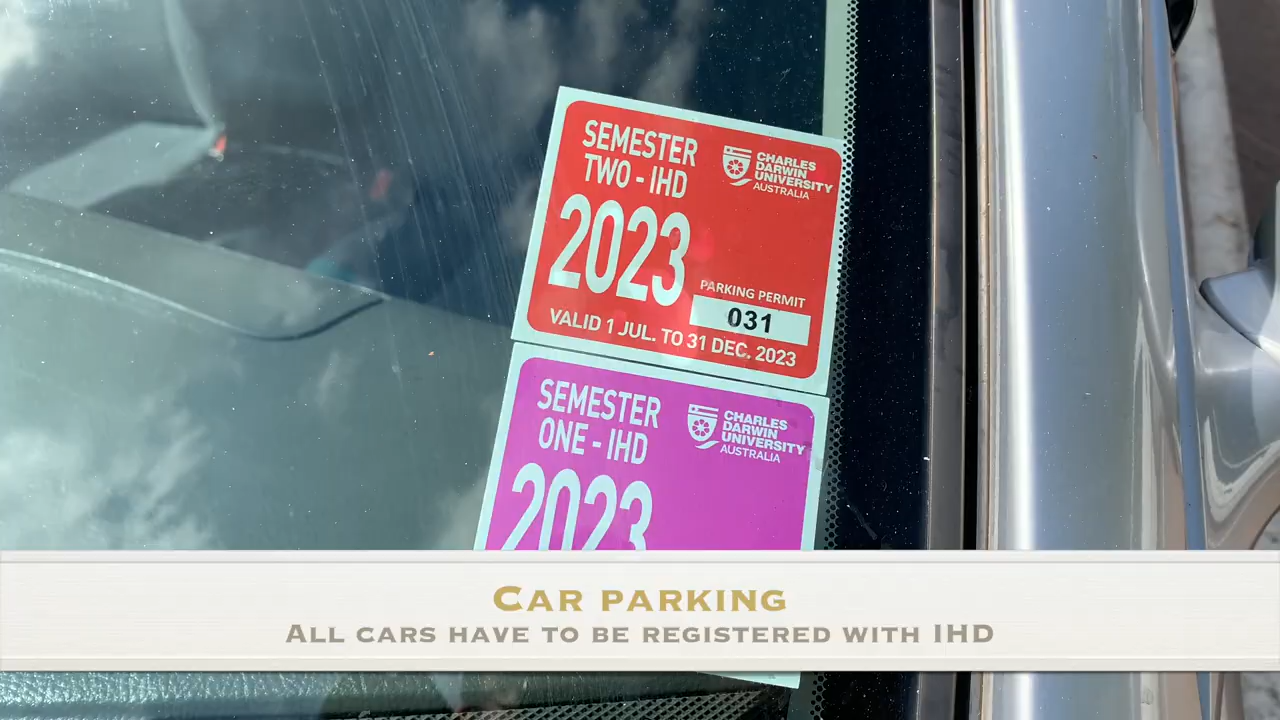 SEMESTER
TWO - IHD
CHARLES
DARWIN
UNIVERSITY
AUSTRALIA
2023
PARKING PERMIT
031
VALID 1 JUL. TO 31 DEC. 2023
SEMESTER
ONE - IHD
CHARLES
DARWIN
UNIVERSITY
AUSTRALIA
2023
CAR PARKING
ALL CARS HAVE TO BE REGISTERED WITH IHD